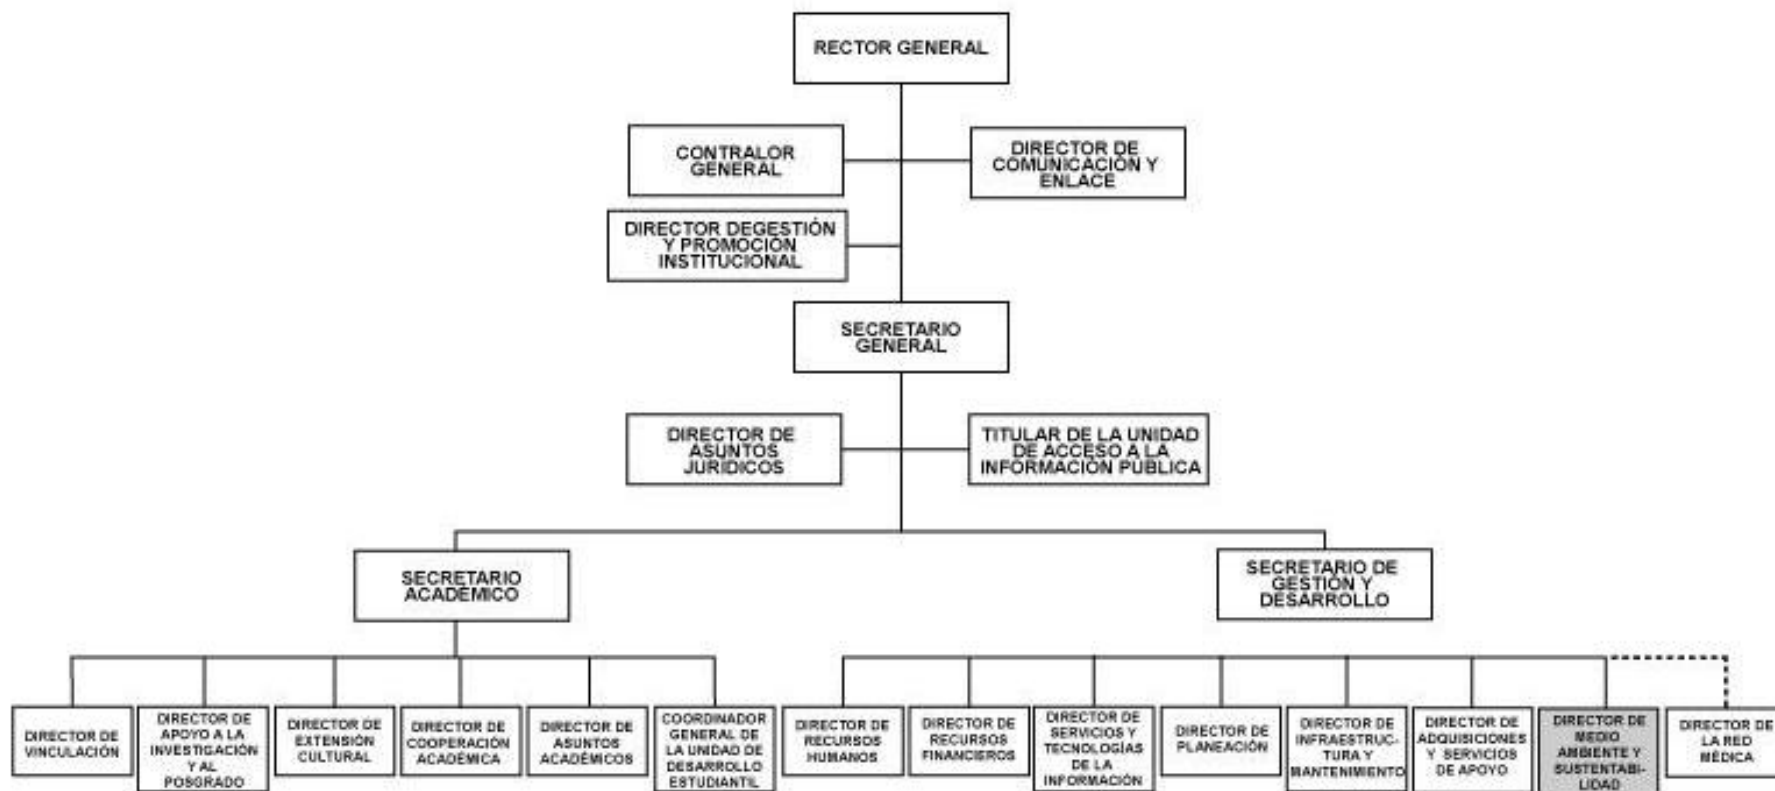 RECTOR GENERAL
CONTRALOR
GENERAL
DIRECTOR DE
COMUNICACIÓN Y
ENLACE
DIRECTOR DEGESTIÓN
Y PROMOCIÓN
INSTITUCIONAL
SECRETARIO
GENERAL
DIRECTOR DE
ASUNTOS
JURÍDICOS
TITULAR DE LA UNIDAD
DE ACCESO A LA
INFORMACIÓN PÚBLICA
SECRETARIO
ACADÉMICO
SECRETARIO DE
GESTIÓN Y
DESARROLLO
DIRECTOR DE
VINCULACIÓN
DIRECTOR DE
APOYO A LA
INVESTIGACIÓN
Y AL
POSGRADO
DIRECTOR DE
EXTENSIÓN
CULTURAL
DIRECTOR DE
COOPERACIÓN
ACADÉMICA
DIRECTOR DE
ASUNTOS
ACADÉMICOS
COORDINADOR
GENERAL DE
LA UNIDAD DE
DESARROLLO
ESTUDIANTIL
DIRECTOR DE
RECURSOS
HUMANOS
DIRECTOR DE
RECURSOS
FINANCIEROS
DIRECTOR DE
SERVICIOS Y
TECNOLOGÍAS
DE LA
INFORMACIÓN
DIRECTOR DE
PLANEACIÓN
DIRECTOR DE
INFRAESTRUC-
TURA Y
MANTENIMIENTO
DIRECTOR DE
ADQUISICIONES
Y SERVICIOS
DE APOYO
DIRECTOR DE
MEDIO
AMBIENTE Y
SUSTENTABI-
LIDAD
DIRECTOR DE
LA RED
MÉDICA